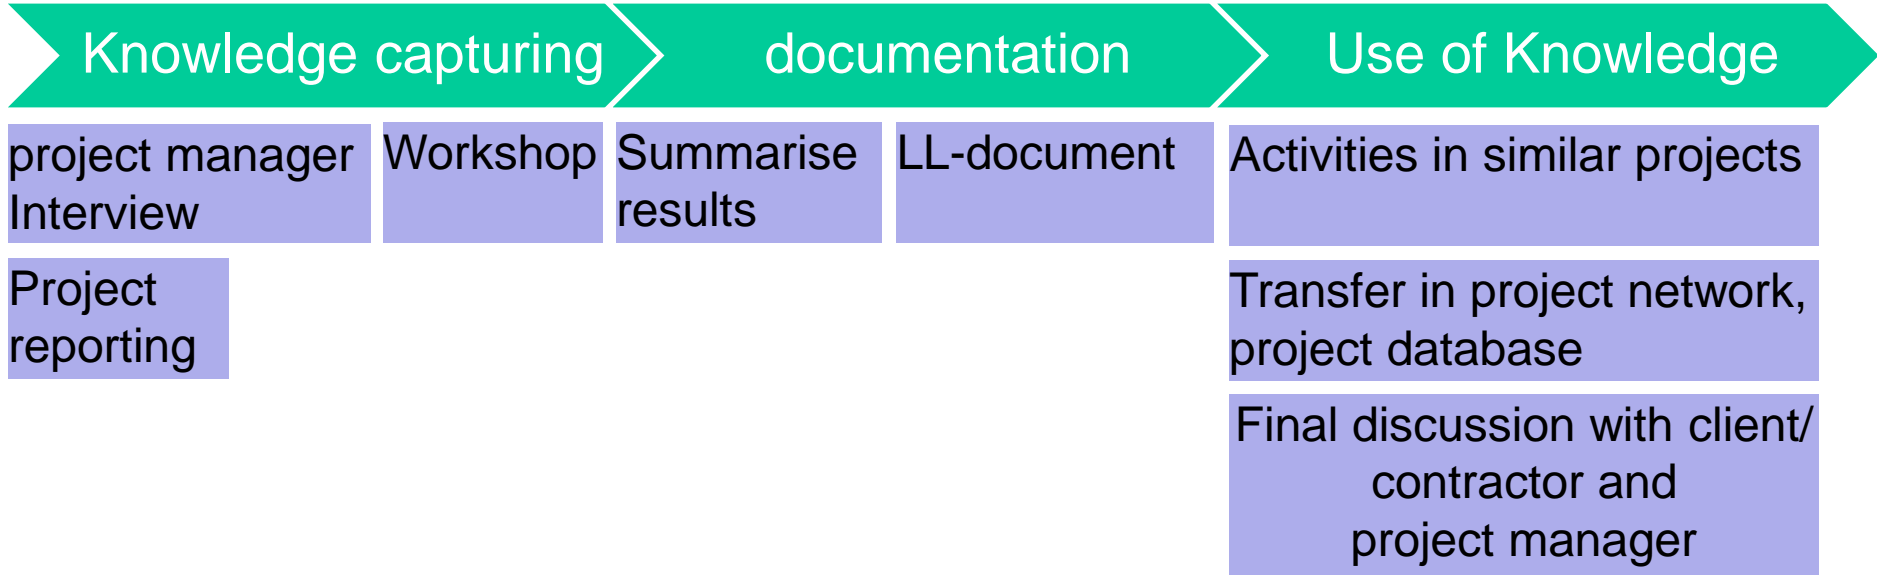 Knowledge capturing
documentation
Use of Knowledge
project manager
Interview
Workshop
Summarise
results
LL-document
Activities in similar projects
Project
reporting
Transfer in project network,
project database
Final discussion with client/
contractor and
project manager